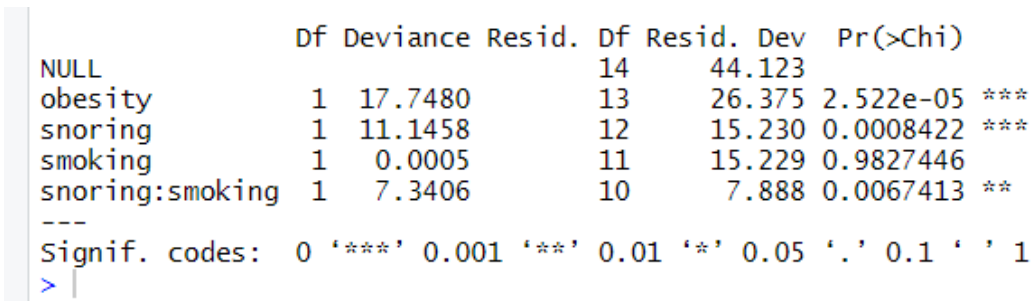 Df Deviance Resid. Df Resid. Dev Pr(>Chi)
NULL 14 44.123
obesity 1 17.7480 13 26.375 2.522e-05 ***
snoring 1 11.1458 12 15.230 0.0008422 ***
smoking 1 0.0005 11 15.229 0.9827446
snoring:smoking 1 7.3406 10 7.888 0.0067413 **
---
Signif. codes: 0 ‘***’ 0.001 ‘**’ 0.01 ‘*’ 0.05 ‘.’ 0.1 ‘ ’ 1
>